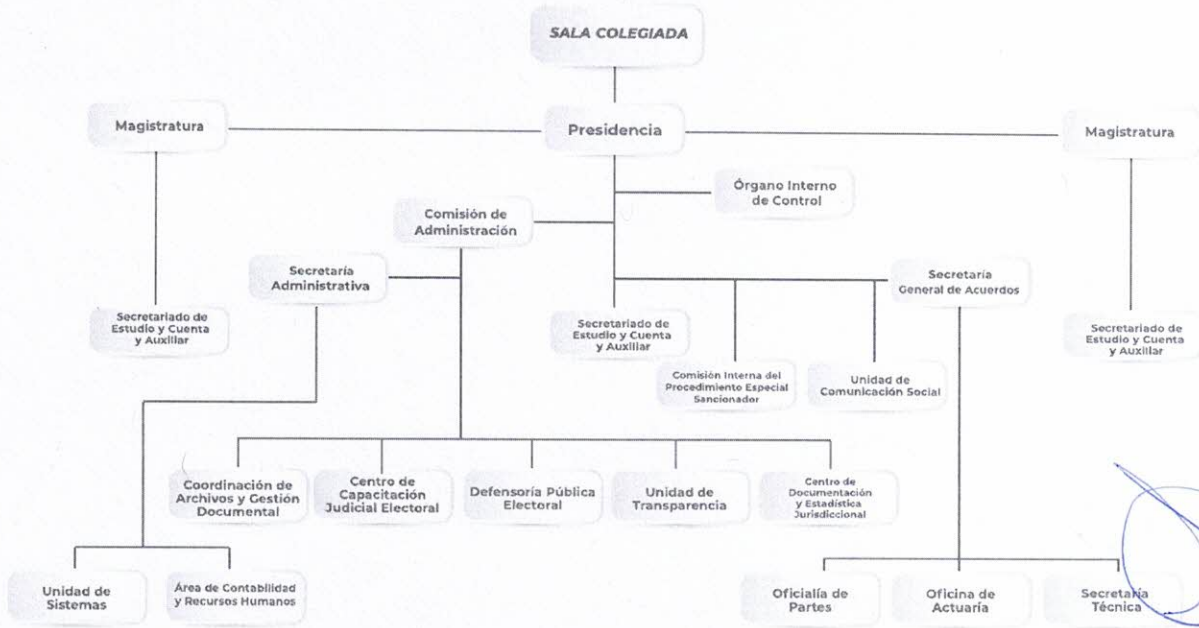 SALA COLEGIADA
Magistratura
Presidencia
Magistratura
Órgano Interno
de Control
Comisión de
Administración
Secretaría
Administrativa
Secretaría
General de Acuerdos
Secretariado de
Estudio y Cuenta
y Auxiliar
Secretariado de
Estudio y Cuenta
y Auxiliar
Secretariado de
Estudio y Cuenta
y Auxiliar
Comisión Interna del
Procedimiento Especial
Sancionador
Unidad de
Comunicación Social
Coordinación de
Archivos y Gestión
Documental
Centro de
Capacitación
Judicial Electoral
Defensoría Pública
Electoral
Unidad de
Transparencia
Centro de
Documentación
y Estadística
Jurisdiccional
Unidad de
Sistemas
Área de Contabilidad
y Recursos Humanos
Oficialía de
Partes
Oficina de
Actuaría
Secretaría
Técnica